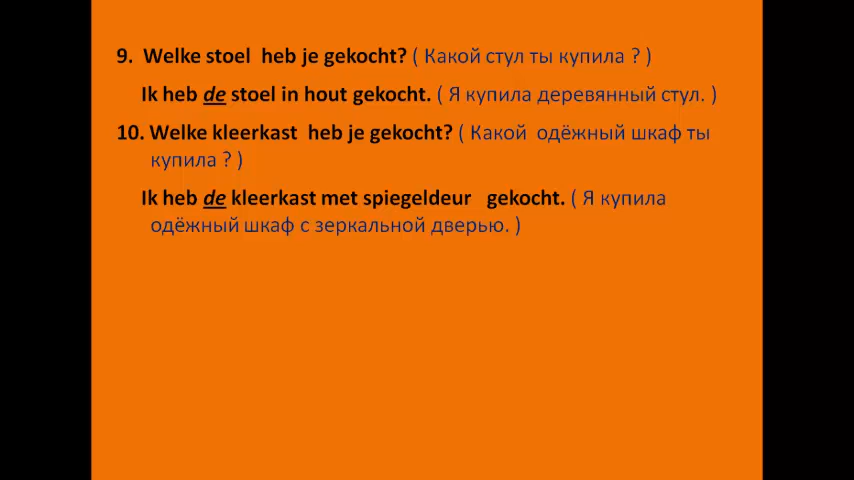 9. Welke stoel heb je gekocht? ( Какой стул ты купила ? )
Ik heb de stoel in hout gekocht. ( Я купила деревянный стул. )
10. Welke kleerkast heb je gekocht? ( Какой одёжный шкаф ты
купила ? )
Ik heb de kleerkast met spiegeldeur gekocht. ( Я купила
одёжный шкаф с зеркальной дверью. )